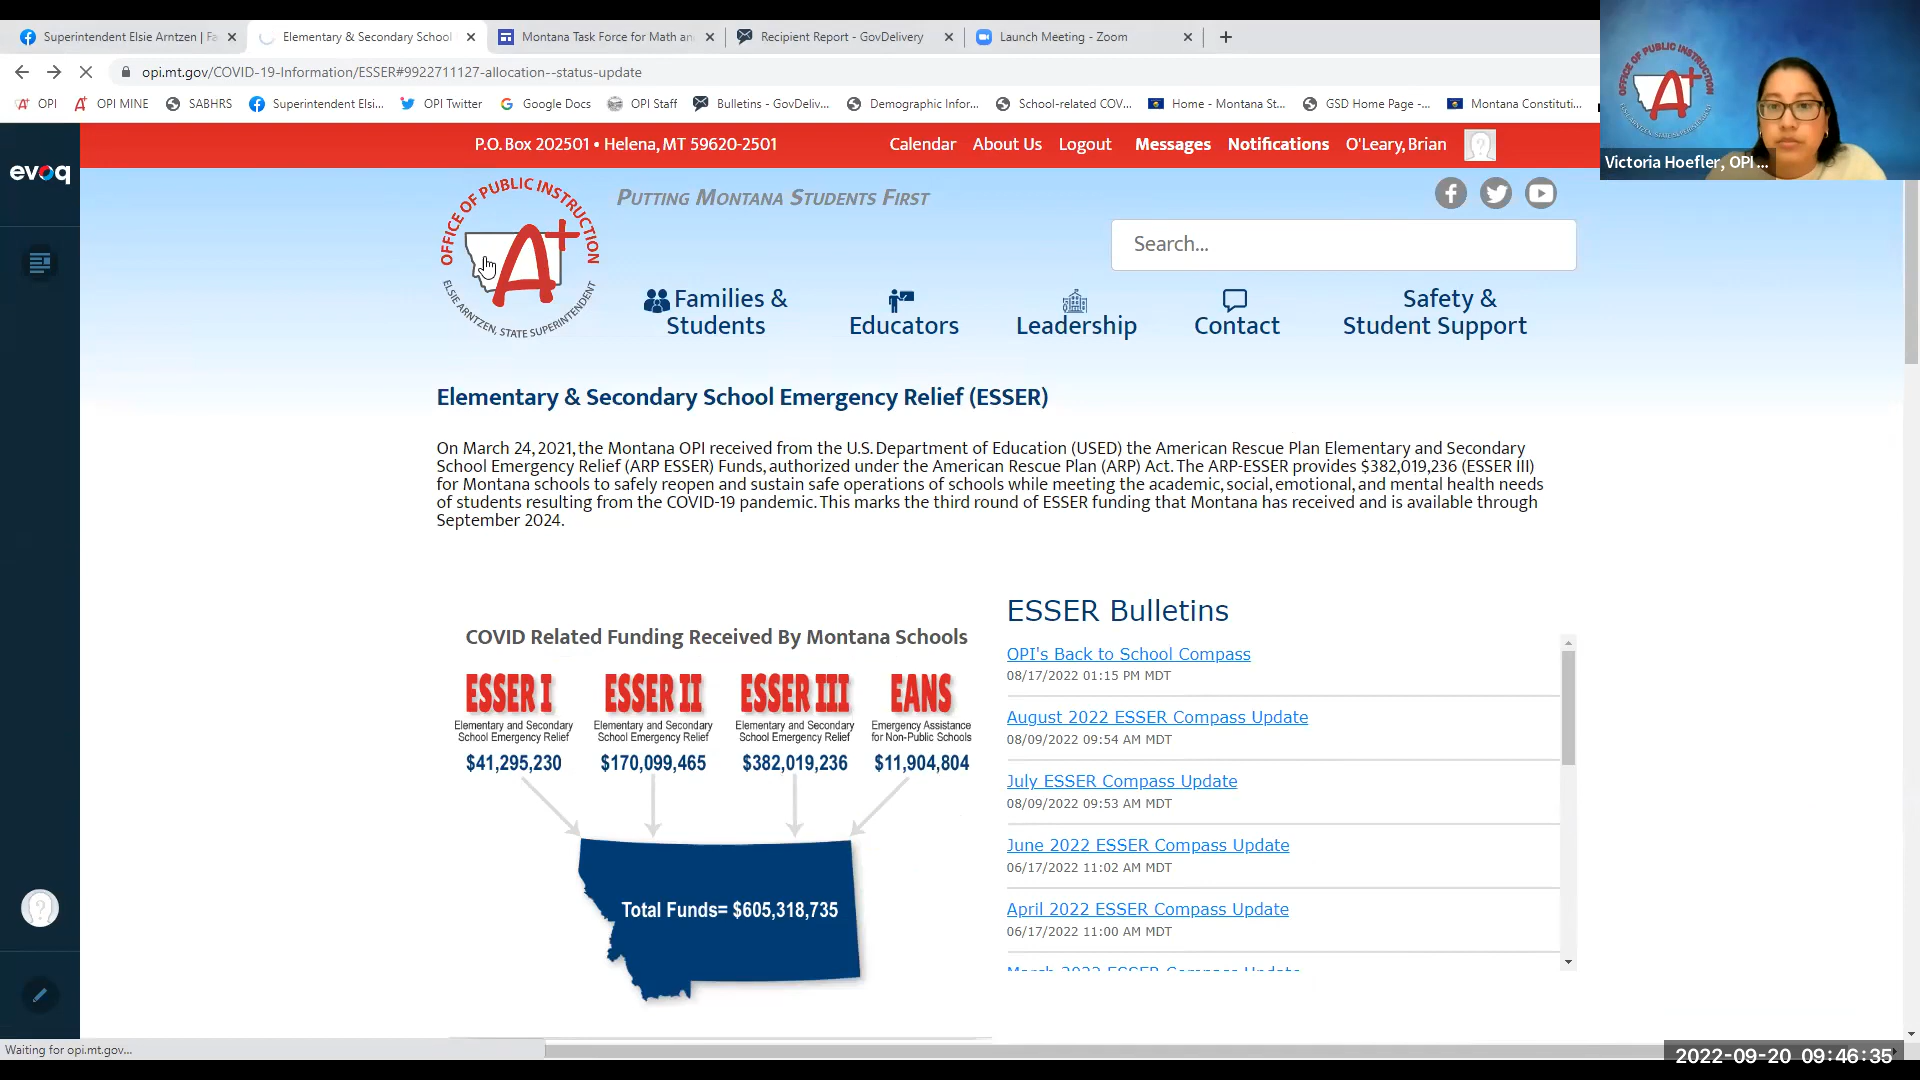 Superintendent Elsie Arntzen | Fa
Elementary & Secondary School
Montana Task Force for Math an
Recipient Report - GovDelivery
Launch Meeting - Zoom
opi.mt.gov/COVID-19-Information/ESSER#9922711127-allocation--status-update
OPI
OPI MINE
SABHRS
Superintendent Elsi...
OPI Twitter
Google Docs
OPI Staff
Bulletins - GovDeliv...
Demographic Infor...
School-related COV...
Home - Montana St...
GSD Home Page -...
Montana Constituti...
OFFICE OF PUBLIC INSTRUCTION
A+
Victoria Hoefler, OPI ...
evoq
P.O. Box 202501 • Helena, MT 59620-2501
Calendar About Us Logout Messages Notifications O'Leary, Brian
OFFICE OF PUBLIC INSTRUCTION
A+
ELSIE ARNTZEN, STATE SUPERINTENDENT
PUTTING MONTANA STUDENTS FIRST
Search...
Families &
Students
Educators
Leadership
Contact
Safety &
Student Support
Elementary & Secondary School Emergency Relief (ESSER)
On March 24, 2021, the Montana OPI received from the U.S. Department of Education (USED) the American Rescue Plan Elementary and Secondary
School Emergency Relief (ARP ESSER) Funds, authorized under the American Rescue Plan (ARP) Act. The ARP-ESSER provides $382,019,236 (ESSER III)
for Montana schools to safely reopen and sustain safe operations of schools while meeting the academic, social, emotional, and mental health needs
of students resulting from the COVID-19 pandemic. This marks the third round of ESSER funding that Montana has received and is available through
September 2024.
COVID Related Funding Received By Montana Schools
ESSER I
Elementary and Secondary
School Emergency Relief
$41,295,230
ESSER II
Elementary and Secondary
School Emergency Relief
$170,099,465
ESSER III
Elementary and Secondary
School Emergency Relief
$382,019,236
EANS
Emergency Assistance
for Non-Public Schools
$11,904,804
Total Funds= $605,318,735
ESSER Bulletins
OPI's Back to School Compass
08/17/2022 01:15 PM MDT
August 2022 ESSER Compass Update
08/09/2022 09:54 AM MDT
July ESSER Compass Update
08/09/2022 09:53 AM MDT
June 2022 ESSER Compass Update
06/17/2022 11:02 AM MDT
April 2022 ESSER Compass Update
06/17/2022 11:00 AM MDT
March 2022 ESSER Compass Update
Waiting for opi.mt.gov...
2022-09-20 09:46:35